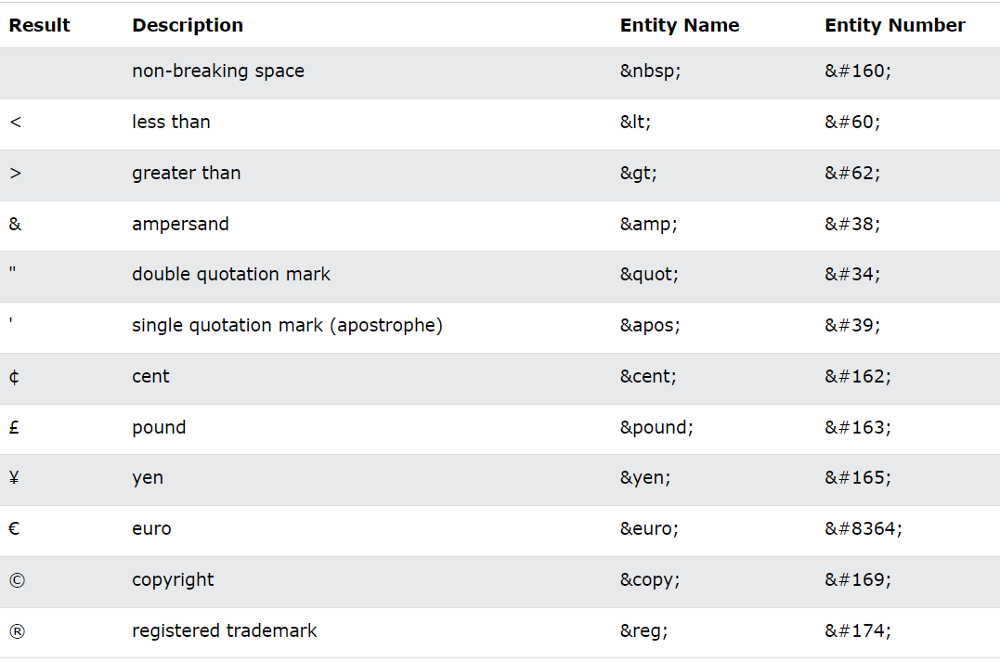 Result Description Entity Name Entity Number
non-breaking space &nbsp; &#160;
< less than &lt; &#60;
> greater than &gt; &#62;
& ampersand &amp; &#38;
" double quotation mark &quot; &#34;
' single quotation mark (apostrophe) &apos; &#39;
¢ cent &cent; &#162;
£ pound &pound; &#163;
¥ yen &yen; &#165;
€ euro &euro; &#8364;
© copyright &copy; &#169;
® registered trademark &reg; &#174;